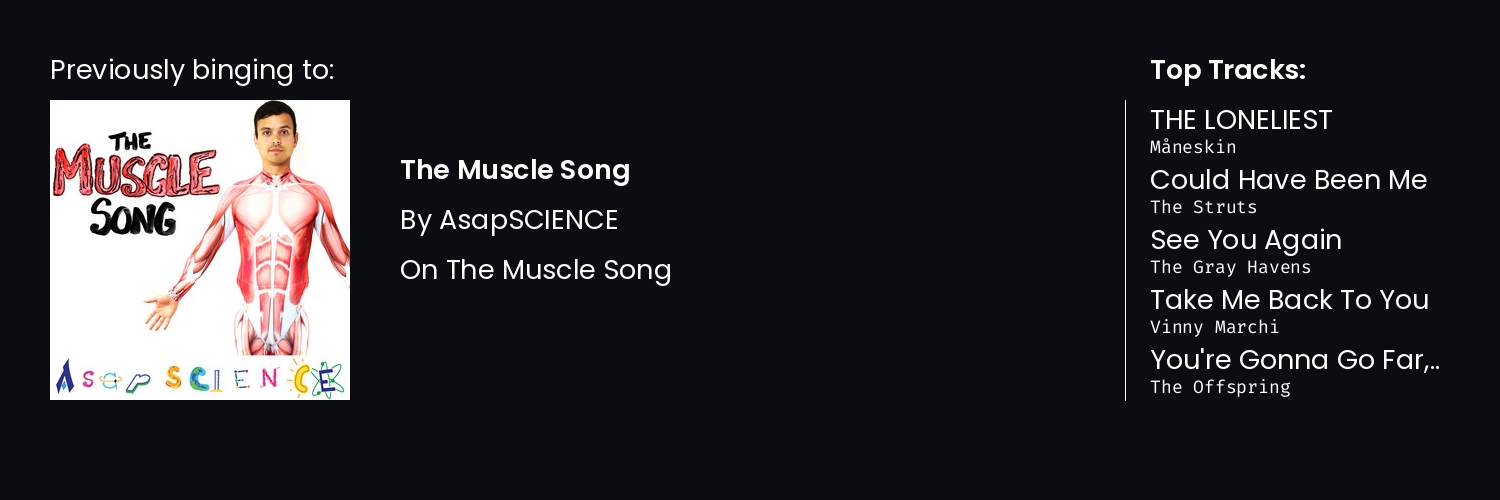 Previously binging to:
THE
MUSCLE
SONG
Asap SCIENCE
The Muscle Song
By AsapSCIENCE
On The Muscle Song
Top Tracks:
THE LONELIEST
Måneskin
Could Have Been Me
The Struts
See You Again
The Gray Havens
Take Me Back To You
Vinny Marchi
You're Gonna Go Far,..
The Offspring